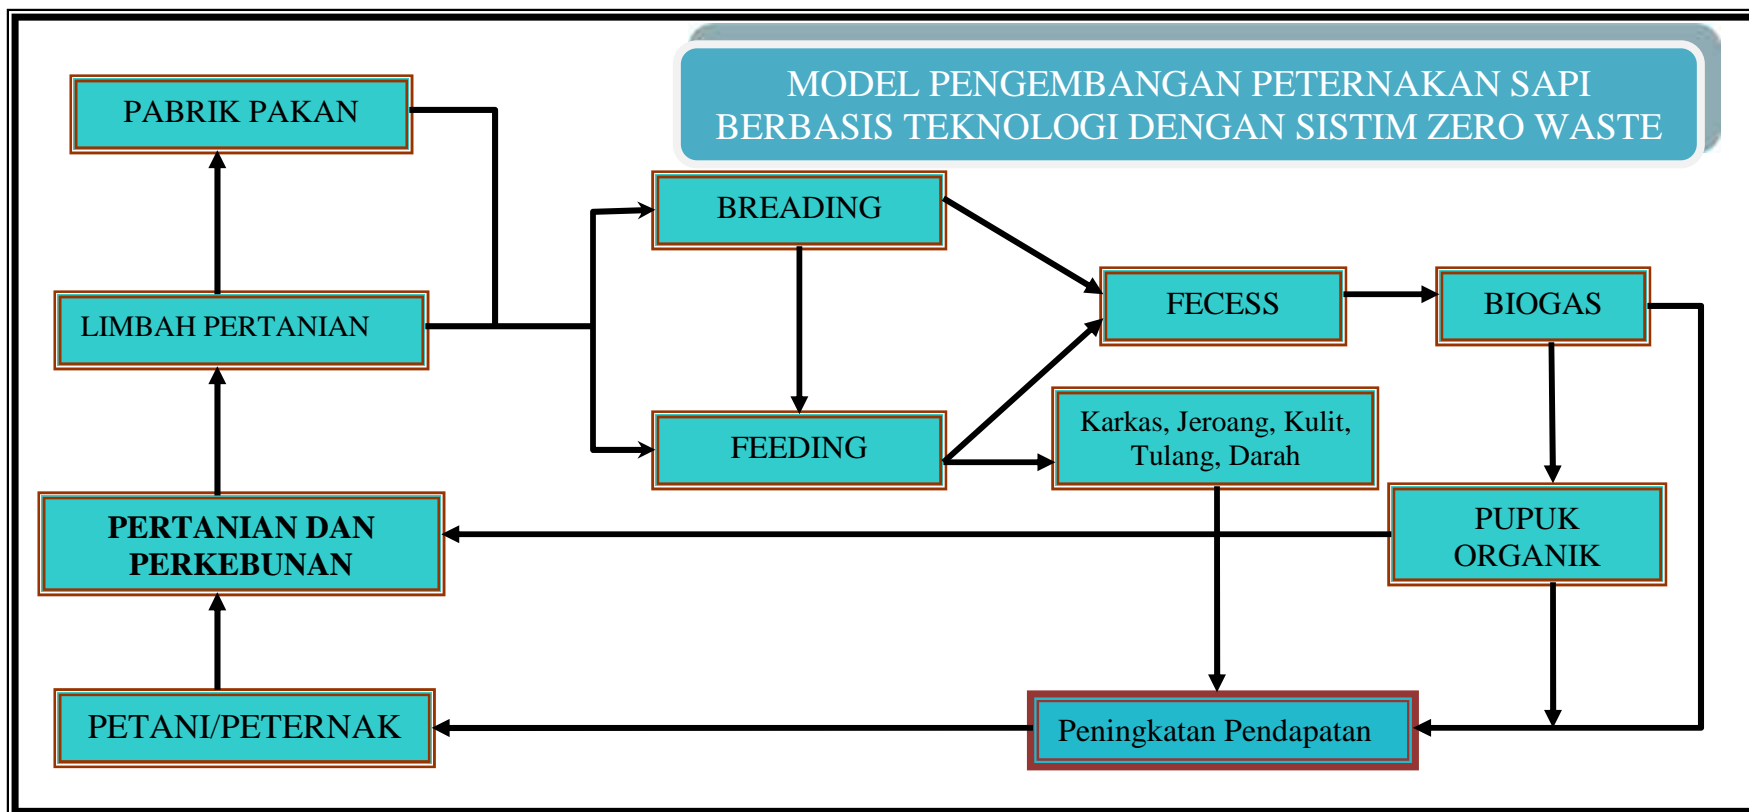 MODEL PENGEMBANGAN PETERNAKAN SAPI
BERBASIS TEKNOLOGI DENGAN SISTIM ZERO WASTE
PABRIK PAKAN
BREADING
LIMBAH PERTANIAN
FECESS
BIOGAS
FEEDING
Karkas, Jeroang, Kulit,
Tulang, Darah
PERTANIAN DAN
PERKEBUNAN
PUPUK
ORGANIK
PETANI/PETERNAK
Peningkatan Pendapatan